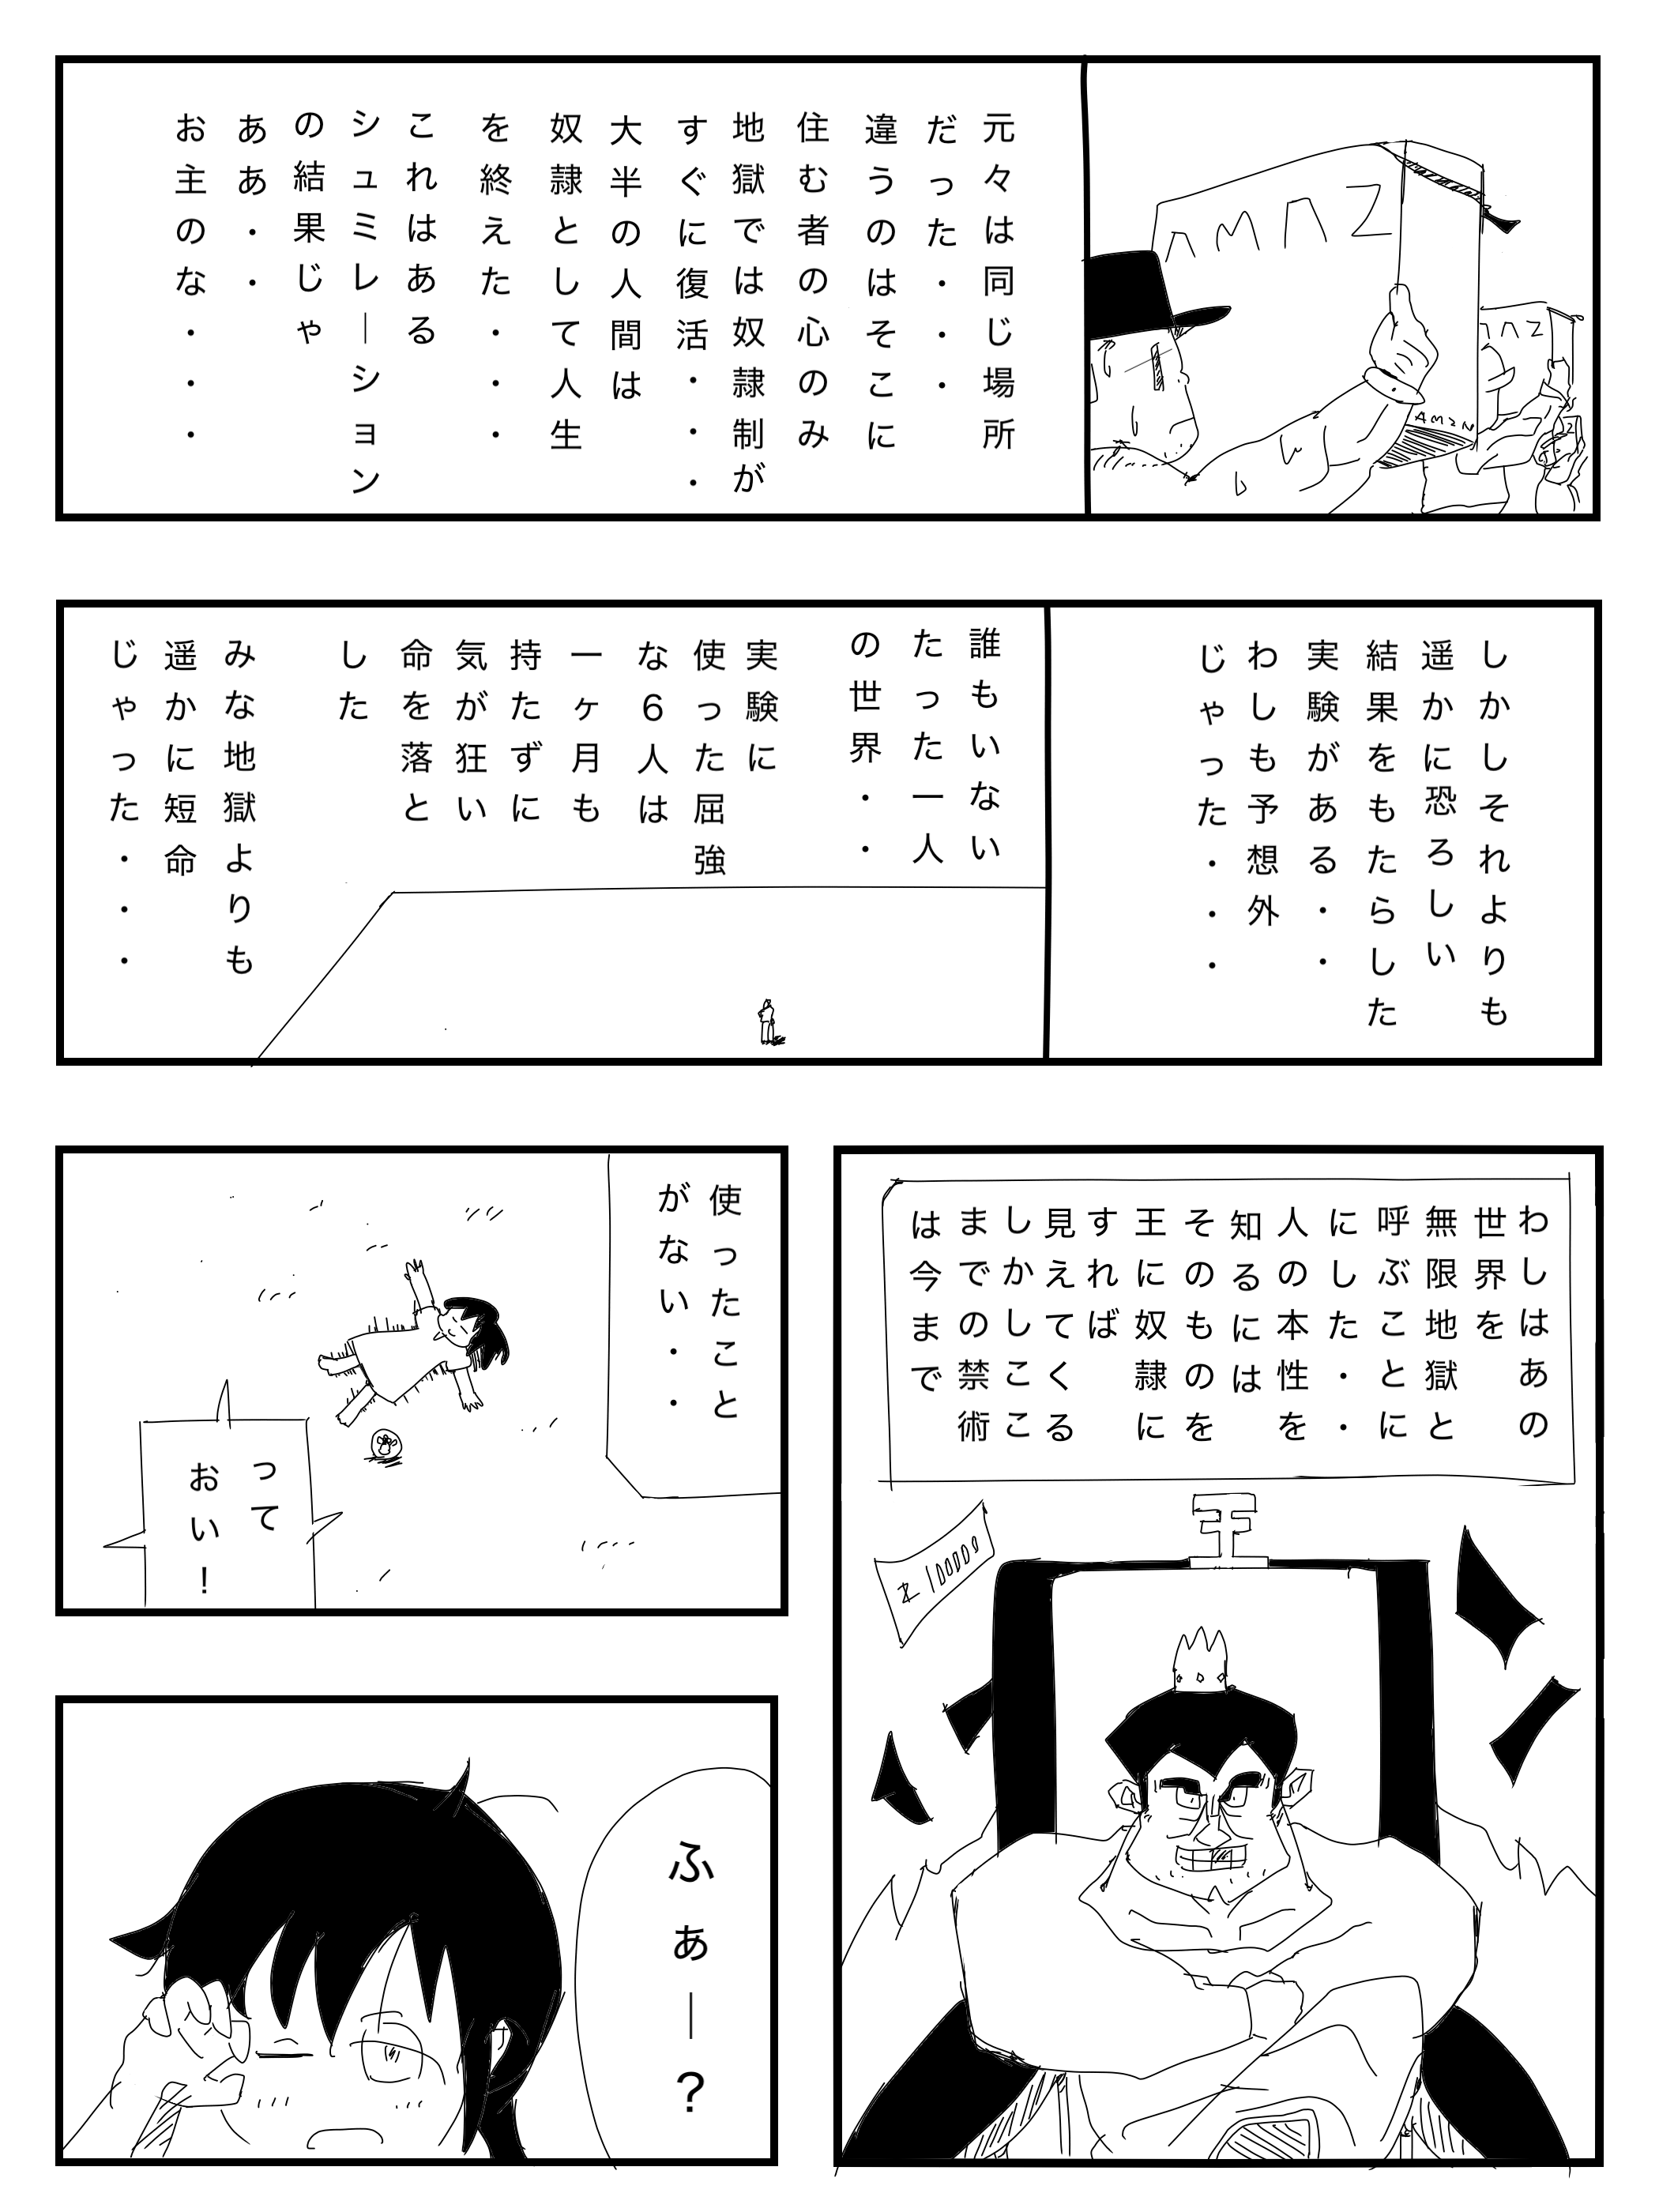 AMAZ
AMZN
元々は同じ場所
だった・・・
違うのはそこに
住む者の心のみ
地獄では奴隷制が
すぐに復活・・・
大半の人間は
奴隷として人生
を終えた・・・
これはある
シュミレーション
の結果じゃ
ああ・・
お主のな・・・
しかしそれよりも
遥かに恐ろしい
結果をもたらした
実験がある・・
わしも予想外
じゃった・・・
誰もいない
たった一人
の世界・・
実験に
使った屈強
な6人は
一ヶ月も
持たずに
気が狂い
命を落と
した
みな地獄よりも
遥かに短命
じゃった・・・
わしはあの
世界を
無限地獄と
呼ぶことに
にした・・
人の本性を
知るには
そのものを
王に奴隷に
すれば
見えてくる
しかしここ
までの禁術
は今まで
王
10000
使ったこと
がない・・
って
おい!
ふぁー?